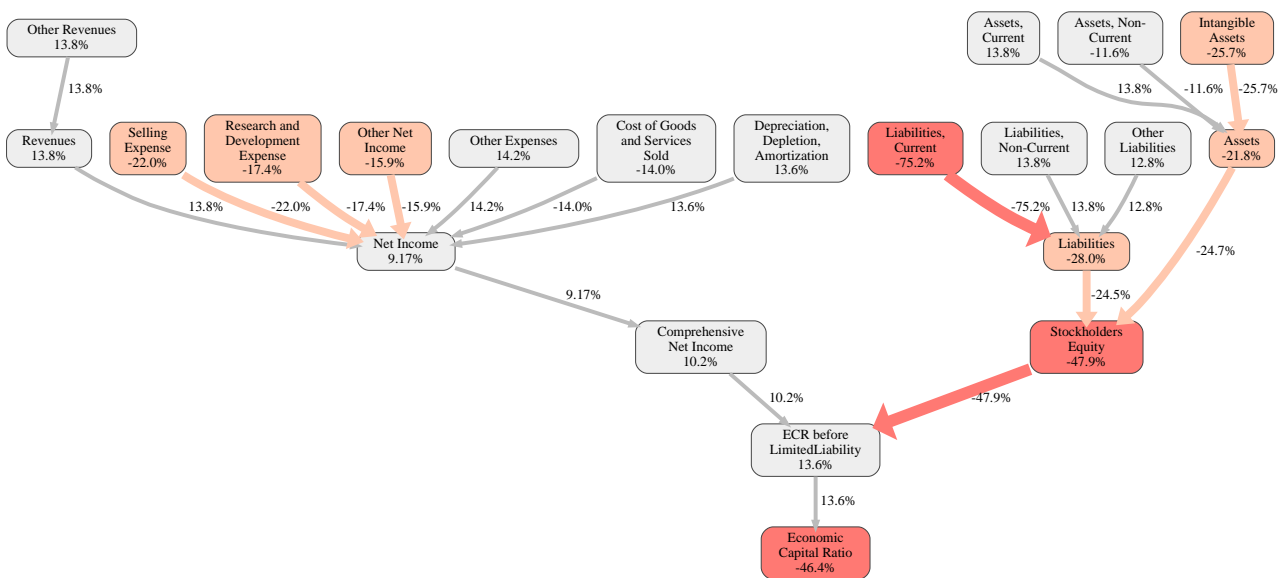 Other Revenues
13.8%
Assets,
Current
13.8%
Assets, Non-
Current
-11.6%
Intangible
Assets
-25.7%
13.8%
13.8%
-11.6%
-25.7%
Revenues
13.8%
Selling
Expense
-22.0%
Research and
Development
Expense
-17.4%
Other Net
Income
-15.9%
Other Expenses
14.2%
Cost of Goods
and Services
Sold
-14.0%
Depreciation,
Depletion,
Amortization
13.6%
Liabilities,
Current
-75.2%
Liabilities,
Non-Current
13.8%
Other
Liabilities
12.8%
Assets
-21.8%
13.8%
-22.0%
-17.4%
-15.9%
14.2%
-14.0%
13.6%
-75.2%
13.8%
12.8%
-24.7%
Net Income
9.17%
Liabilities
-28.0%
9.17%
-24.5%
Comprehensive
Net Income
10.2%
Stockholders
Equity
-47.9%
10.2%
-47.9%
ECR before
LimitedLiability
13.6%
13.6%
Economic
Capital Ratio
-46.4%